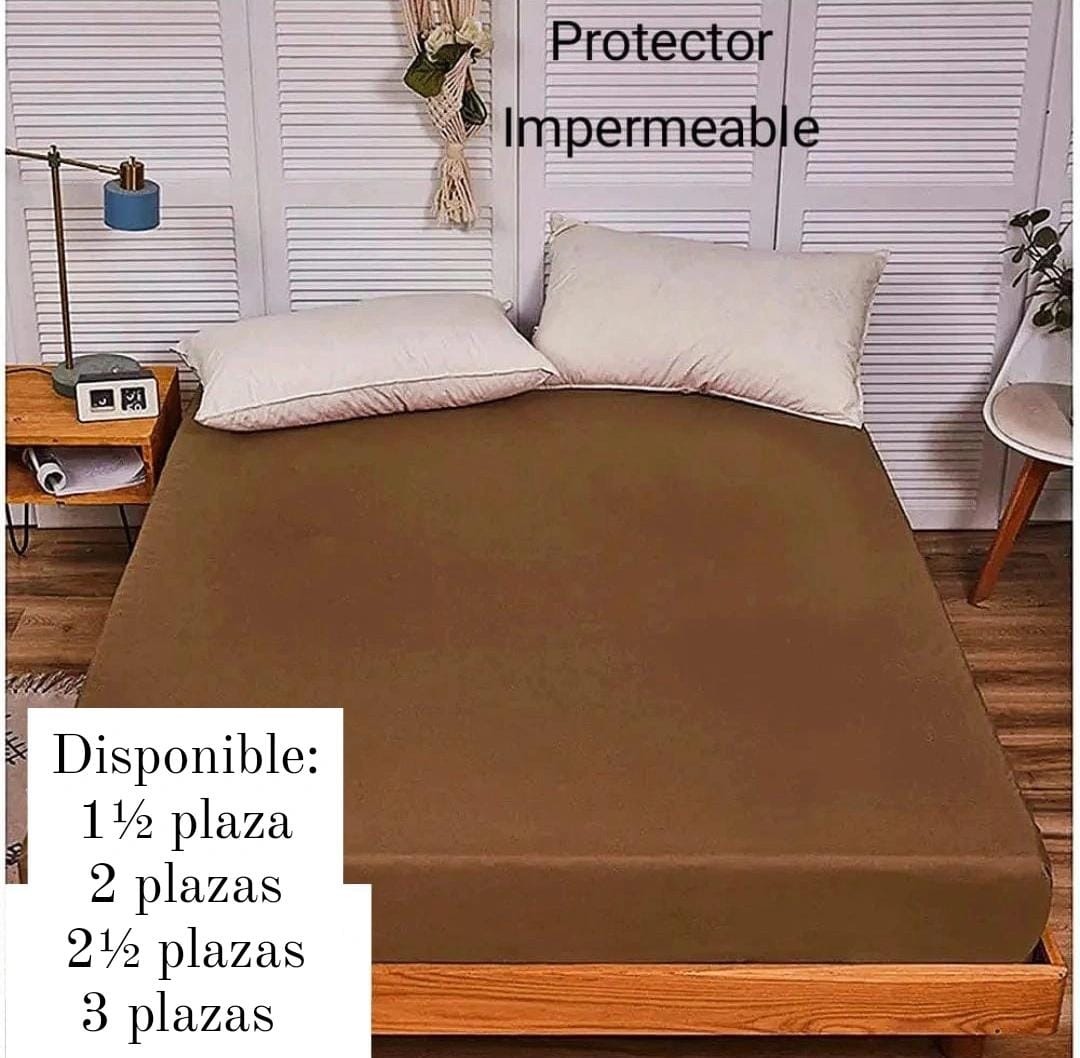 Protector
Impermeable
Disponible:
1½ plaza
2 plazas
2½ plazas
3 plazas